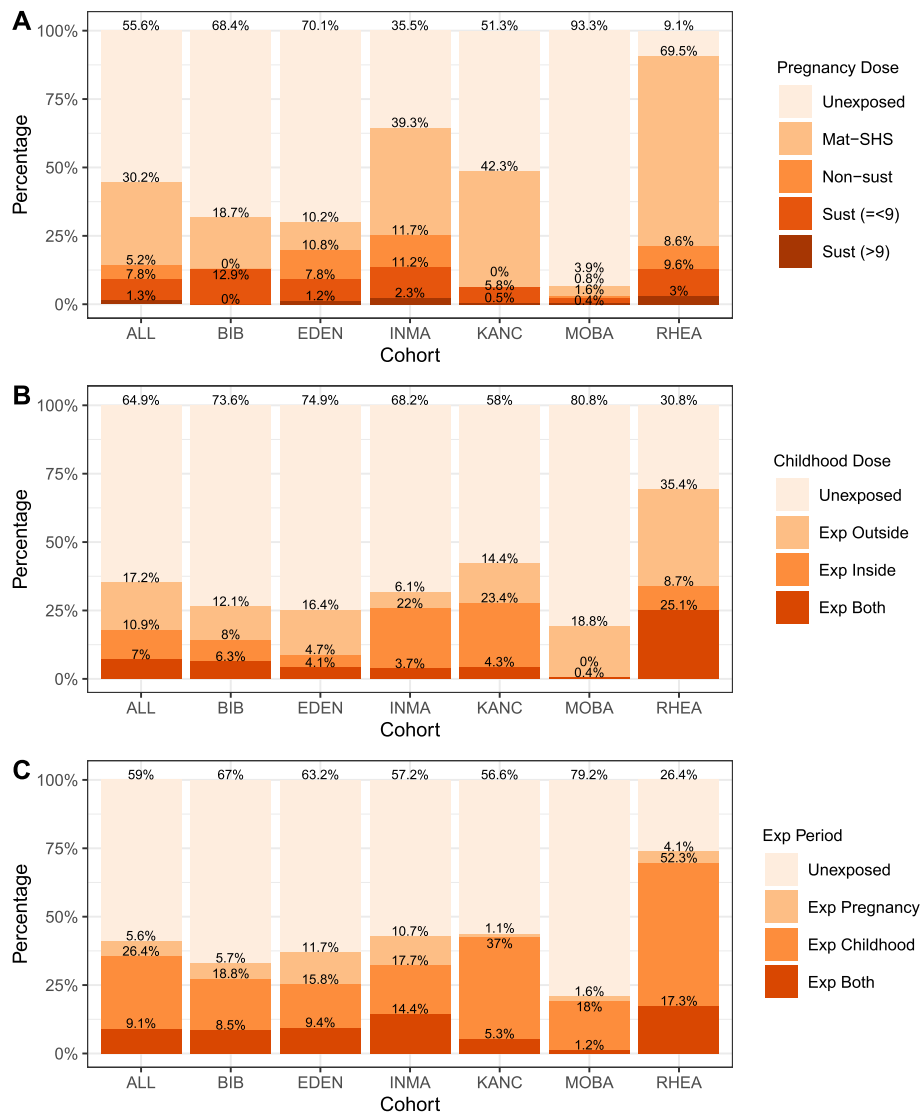 A
55.6% 68.4% 70.1% 35.5% 51.3% 93.3% 9.1%
100%
69.5%
75%
39.3%
50%
42.3%
30.2%
25%
18.7%
10.2%
11.7%
8.6%
5.2%
0%
10.8%
11.2%
0%
3.9%
0.8%
9.6%
7.8%
12.9%
7.8%
5.8%
1.6%
1.3%
0%
1.2%
2.3%
0.5%
0.4%
3%
0%
Percentage
ALL BIB EDEN INMA KANC MOBA RHEA
Cohort
Pregnancy Dose
Unexposed
Mat−SHS
Non−sust
Sust (=<9)
Sust (>9)
B
64.9% 73.6% 74.9% 68.2% 58% 80.8% 30.8%
100%
75%
35.4%
50%
14.4%
17.2%
6.1%
8.7%
25%
12.1%
16.4%
22%
23.4%
18.8%
25.1%
10.9%
8%
4.7%
0%
7%
6.3%
4.1%
3.7%
4.3%
0.4%
0%
Percentage
ALL BIB EDEN INMA KANC MOBA RHEA
Cohort
Childhood Dose
Unexposed
Exp Outside
Exp Inside
Exp Both
C
59% 67% 63.2% 57.2% 56.6% 79.2% 26.4%
100%
75%
4.1%
52.3%
50%
5.6%
5.7%
11.7%
10.7%
1.1%
26.4%
18.8%
15.8%
17.7%
37%
25%
1.6%
18%
17.3%
9.1%
8.5%
9.4%
14.4%
5.3%
1.2%
0%
Percentage
ALL BIB EDEN INMA KANC MOBA RHEA
Cohort
Exp Period
Unexposed
Exp Pregnancy
Exp Childhood
Exp Both